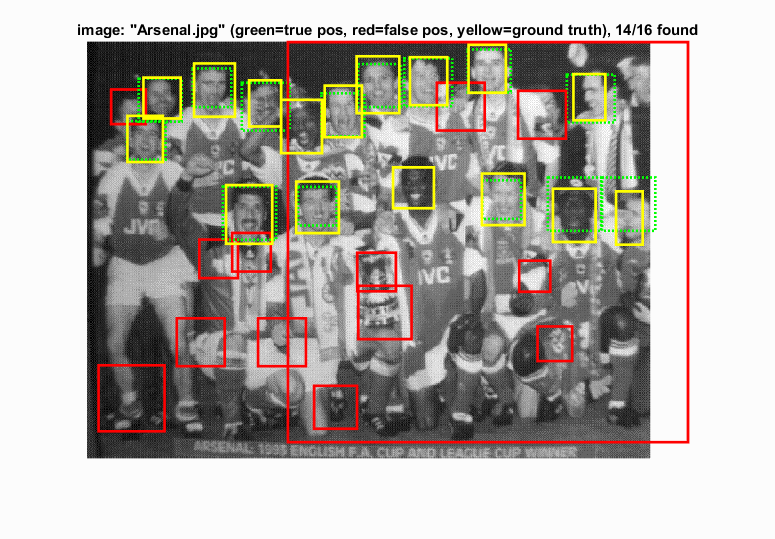 image: "Arsenal.jpg" (green=true pos, red=false pos, yellow=ground truth), 14/16 found
JVC
JVC
JVC
ARSENAL: 1993 ENGLISH F.A. CUP AND LEAGUE CUP WINNER